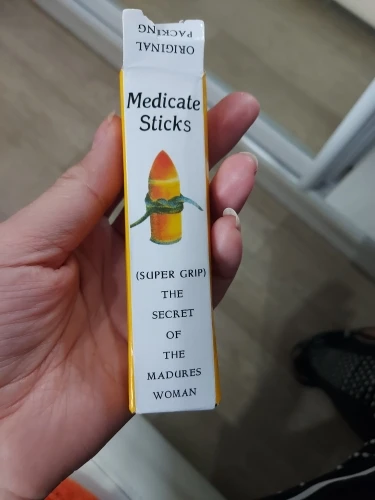 ORIGINAL
PACKING
Medicate
Sticks
(SUPER GRIP)
THE
SECRET
OF
THE
MADURES
WOMAN